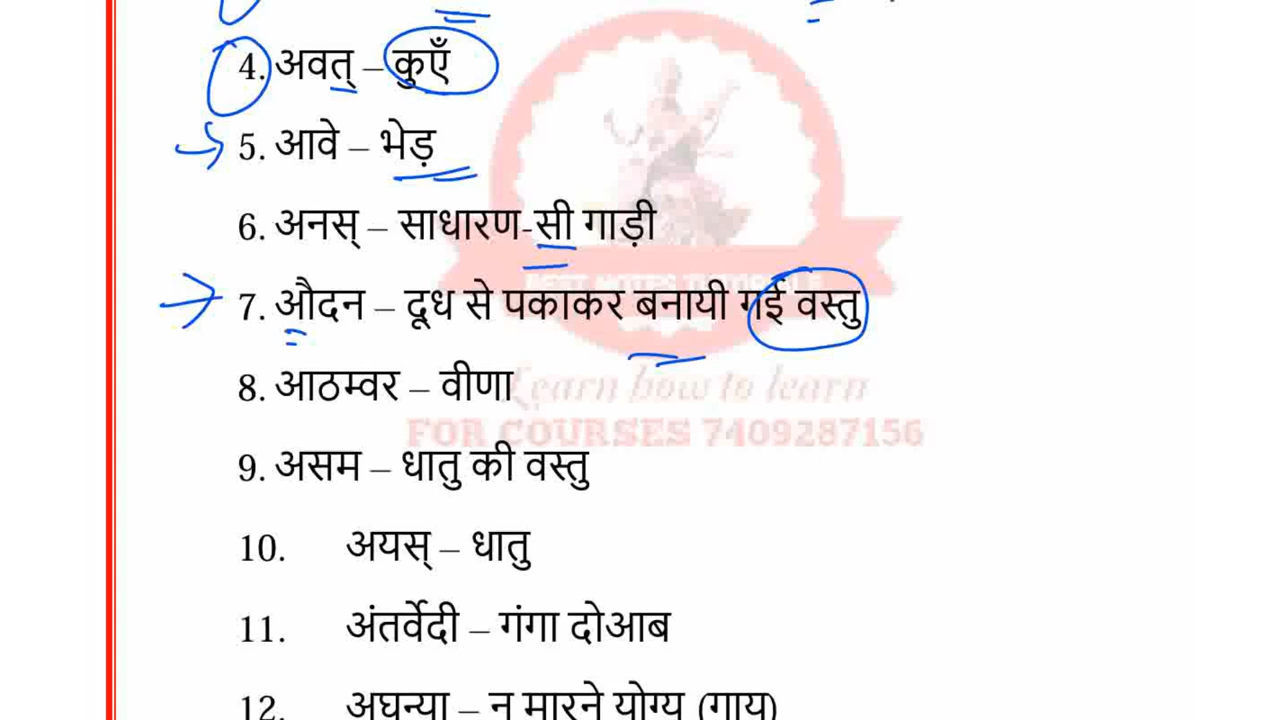 4. अवत् – कुएँ
5. आवे – भेड़
6. अनस् – साधारण-सी गाड़ी
7. औदन – दूध से पकाकर बनायी गई वस्तु
8. आठम्वर – वीणा
Learn how to learn
FOR COURSES 7409287156
9. असम – धातु की वस्तु
10. अयस् – धातु
11. अंतर्वेदी – गंगा दोआब
12. अघन्या – न मारने योग्य (गाय)